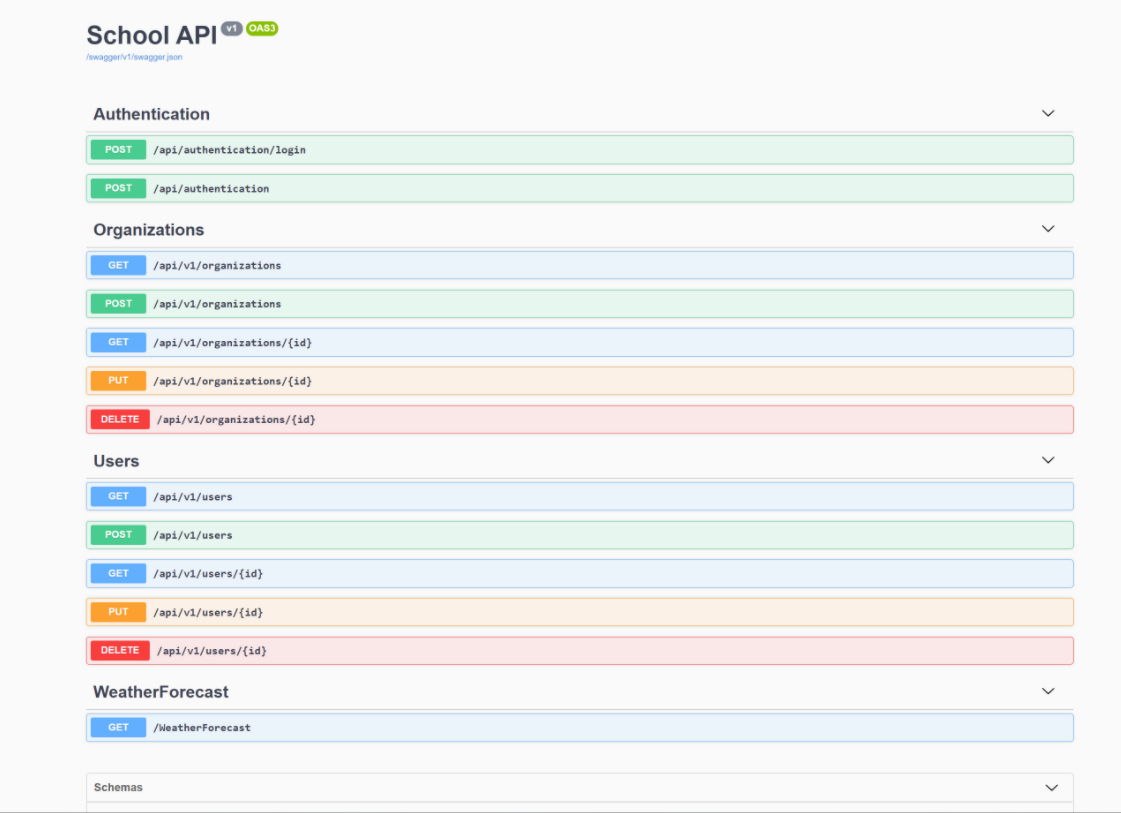 School API v1 OAS3
/swagger/v1/swagger.json
Authentication
POST /api/authentication/login
POST /api/authentication
Organizations
GET /api/v1/organizations
POST /api/v1/organizations
GET /api/v1/organizations/{id}
PUT /api/v1/organizations/{id}
DELETE /api/v1/organizations/{id}
Users
GET /api/v1/users
POST /api/v1/users
GET /api/v1/users/{id}
PUT /api/v1/users/{id}
DELETE /api/v1/users/{id}
WeatherForecast
GET /WeatherForecast
Schemas